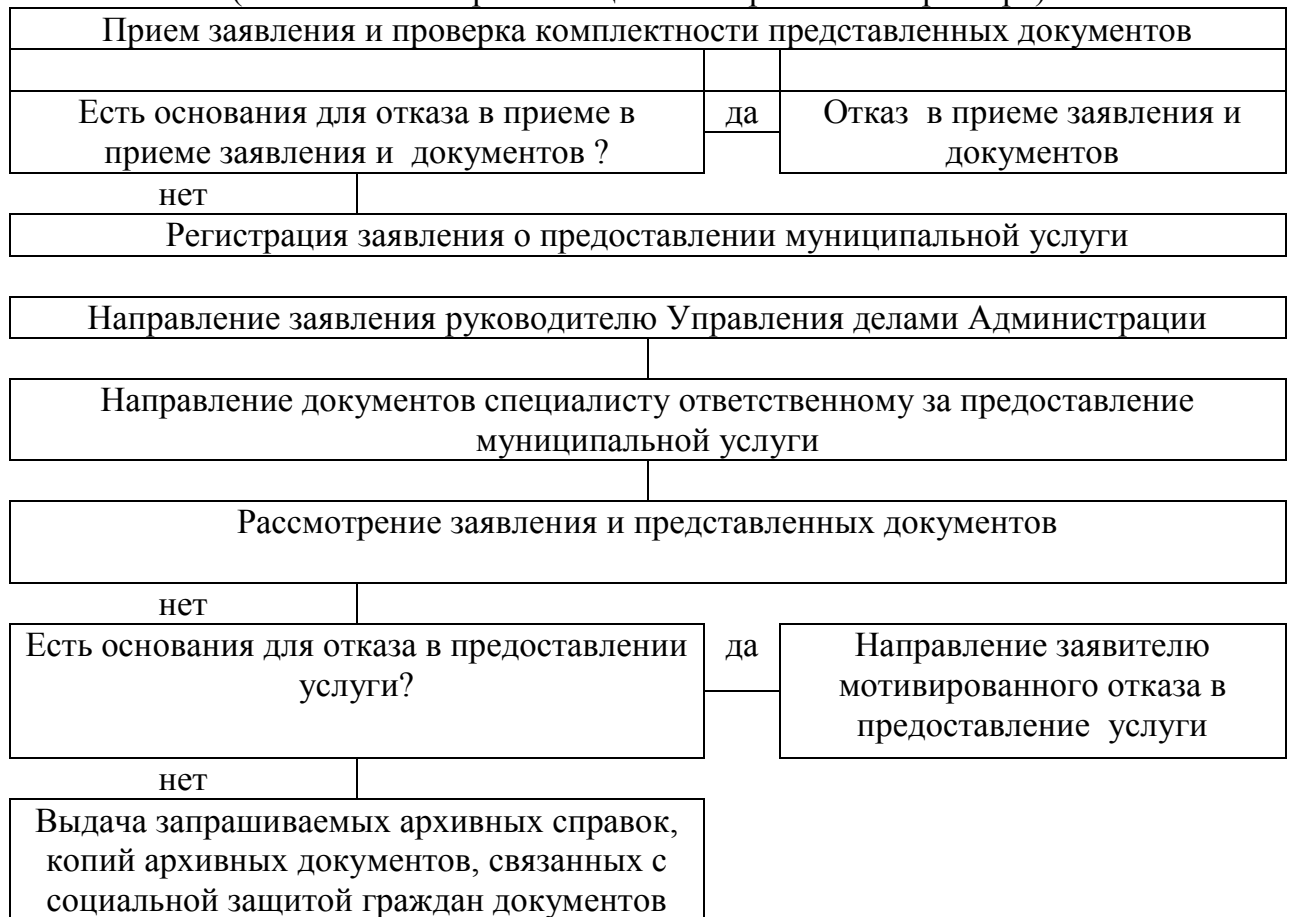 Прием заявления и проверка комплектности представленных документов
Есть основания для отказа в приеме в
приеме заявления и документов ?
да
Отказ в приеме заявления и
документов
нет
Регистрация заявления о предоставлении муниципальной услуги
Направление заявления руководителю Управления делами Администрации
Направление документов специалисту ответственному за предоставление
муниципальной услуги
Рассмотрение заявления и представленных документов
нет
Есть основания для отказа в предоставлении
услуги?
да
Направление заявителю
мотивированного отказа в
предоставление услуги
нет
Выдача запрашиваемых архивных справок,
копий архивных документов, связанных с
социальной защитой граждан документов